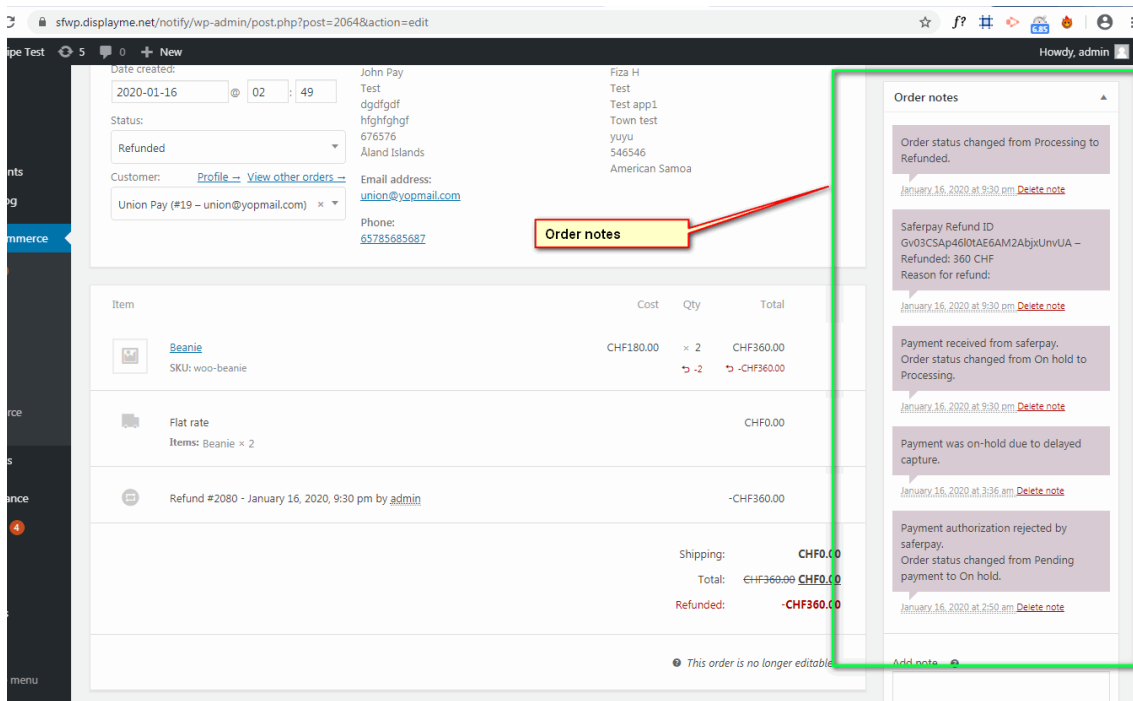 sfwp.displayme.net/notify/wp-admin/post.php?post=2064&action=edit
f?
6.85
ipe Test
5
0
+ New
Howdy, admin
nts
og
mmerce
rce
s
ance
4
s
menu
Date created:
2020-01-16 @ 02 : 49
Status:
Refunded
Customer: Profile → View other orders →
Union Pay (#19 – union@yopmail.com) ×
John Pay
Test
dgdfgdf
hfghfghgf
676576
Åland Islands
Email address:
union@yopmail.com
Phone:
65785685687
Fiza H
Test
Test app1
Town test
yuyu
546546
American Samoa
Order notes
Item Cost Qty Total
Beanie CHF180.00 × 2 CHF360.00
SKU: woo-beanie -2 -CHF360.00
Flat rate CHF0.00
Items: Beanie × 2
Refund #2080 - January 16, 2020, 9:30 pm by admin -CHF360.00
Shipping: CHF0.00
Total: CHF360.00 CHF0.00
Refunded: -CHF360.00
This order is no longer editable
Order notes
Order status changed from Processing to
Refunded.
January 16, 2020 at 9:30 pm Delete note
Saferpay Refund ID
Gv03CSAp46l0tAE6AM2AbjxUnvUA –
Refunded: 360 CHF
Reason for refund:
January 16, 2020 at 9:30 pm Delete note
Payment received from saferpay.
Order status changed from On hold to
Processing.
January 16, 2020 at 9:30 pm Delete note
Payment was on-hold due to delayed
capture.
January 16, 2020 at 3:36 am Delete note
Payment authorization rejected by
saferpay.
Order status changed from Pending
payment to On hold.
January 16, 2020 at 2:50 am Delete note
Add note